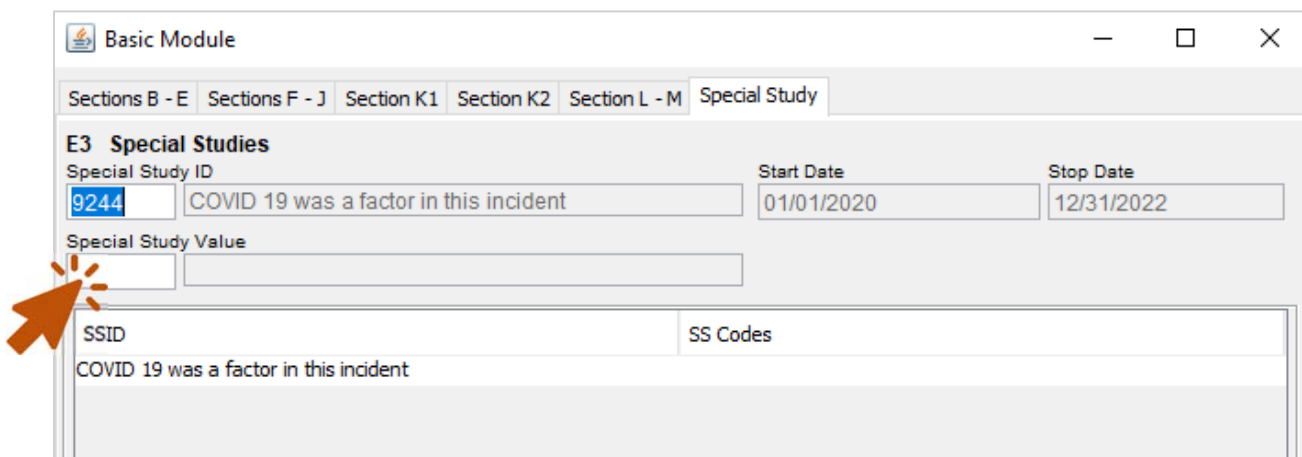 Basic Module
Sections B - E Sections F - J Section K1 Section K2 Section L - M Special Study
E3 Special Studies
Special Study ID Start Date Stop Date
9244 COVID 19 was a factor in this incident 01/01/2020 12/31/2022
Special Study Value
SSID SS Codes
COVID 19 was a factor in this incident